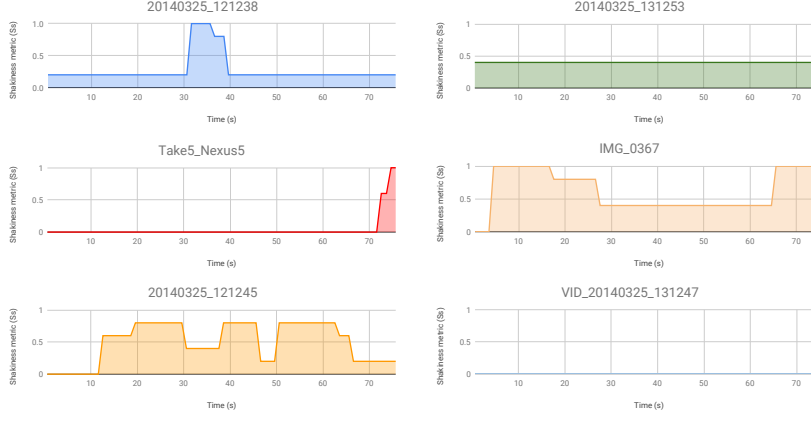 20140325_121238
Shakiness metric (Ss)
1.0
0.5
0.0
10 20 30 40 50 60 70
Time (s)
20140325_131253
Shakiness metric (Ss)
1
0.5
0
10 20 30 40 50 60 70
Time (s)
Take5_Nexus5
Shakiness metric (Ss)
1
0.5
0
10 20 30 40 50 60 70
Time (s)
IMG_0367
Shakiness metric (Ss)
1
0.5
0
10 20 30 40 50 60 70
Time (s)
20140325_121245
Shakiness metric (Ss)
1
0.5
0
10 20 30 40 50 60 70
Time (s)
VID_20140325_131247
Shakiness metric (Ss)
1
0.5
0
10 20 30 40 50 60 70
Time (s)